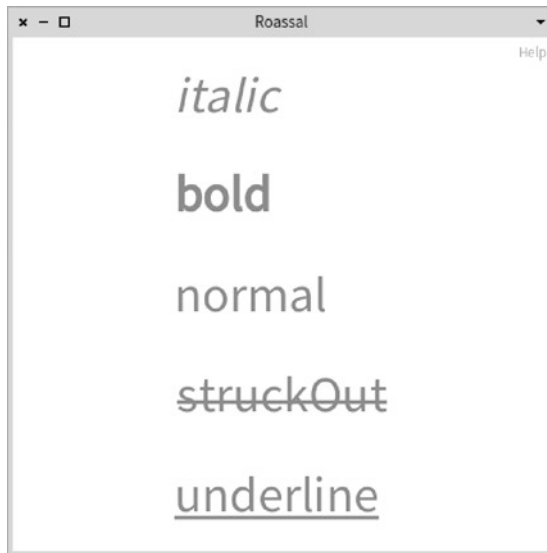 Roassal
Help
italic
bold
normal
struckOut
underline